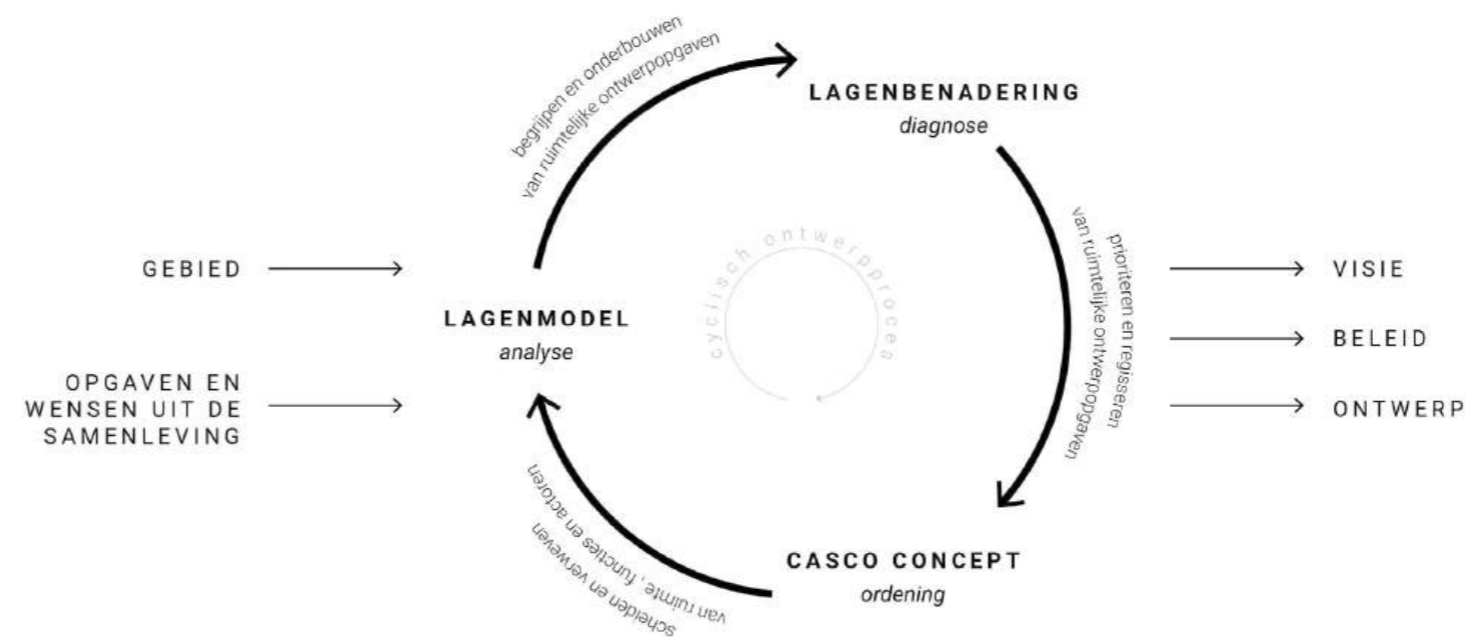 begrijpen en onderbouwen
van ruimtelijke ontwerpopgaven
LAGENBENADERING
diagnose
prioriteren en regisseren
van ruimtelijke ontwerpopgaven
cyclisch ontwerpproces
GEBIED
LAGENMODEL
analyse
OPGAVEN EN
WENSEN UIT DE
SAMENLEVING
VISIE
BELEID
ONTWERP
CASCO CONCEPT
ordening
scheiden en verweven
van ruimte, functies en actoren